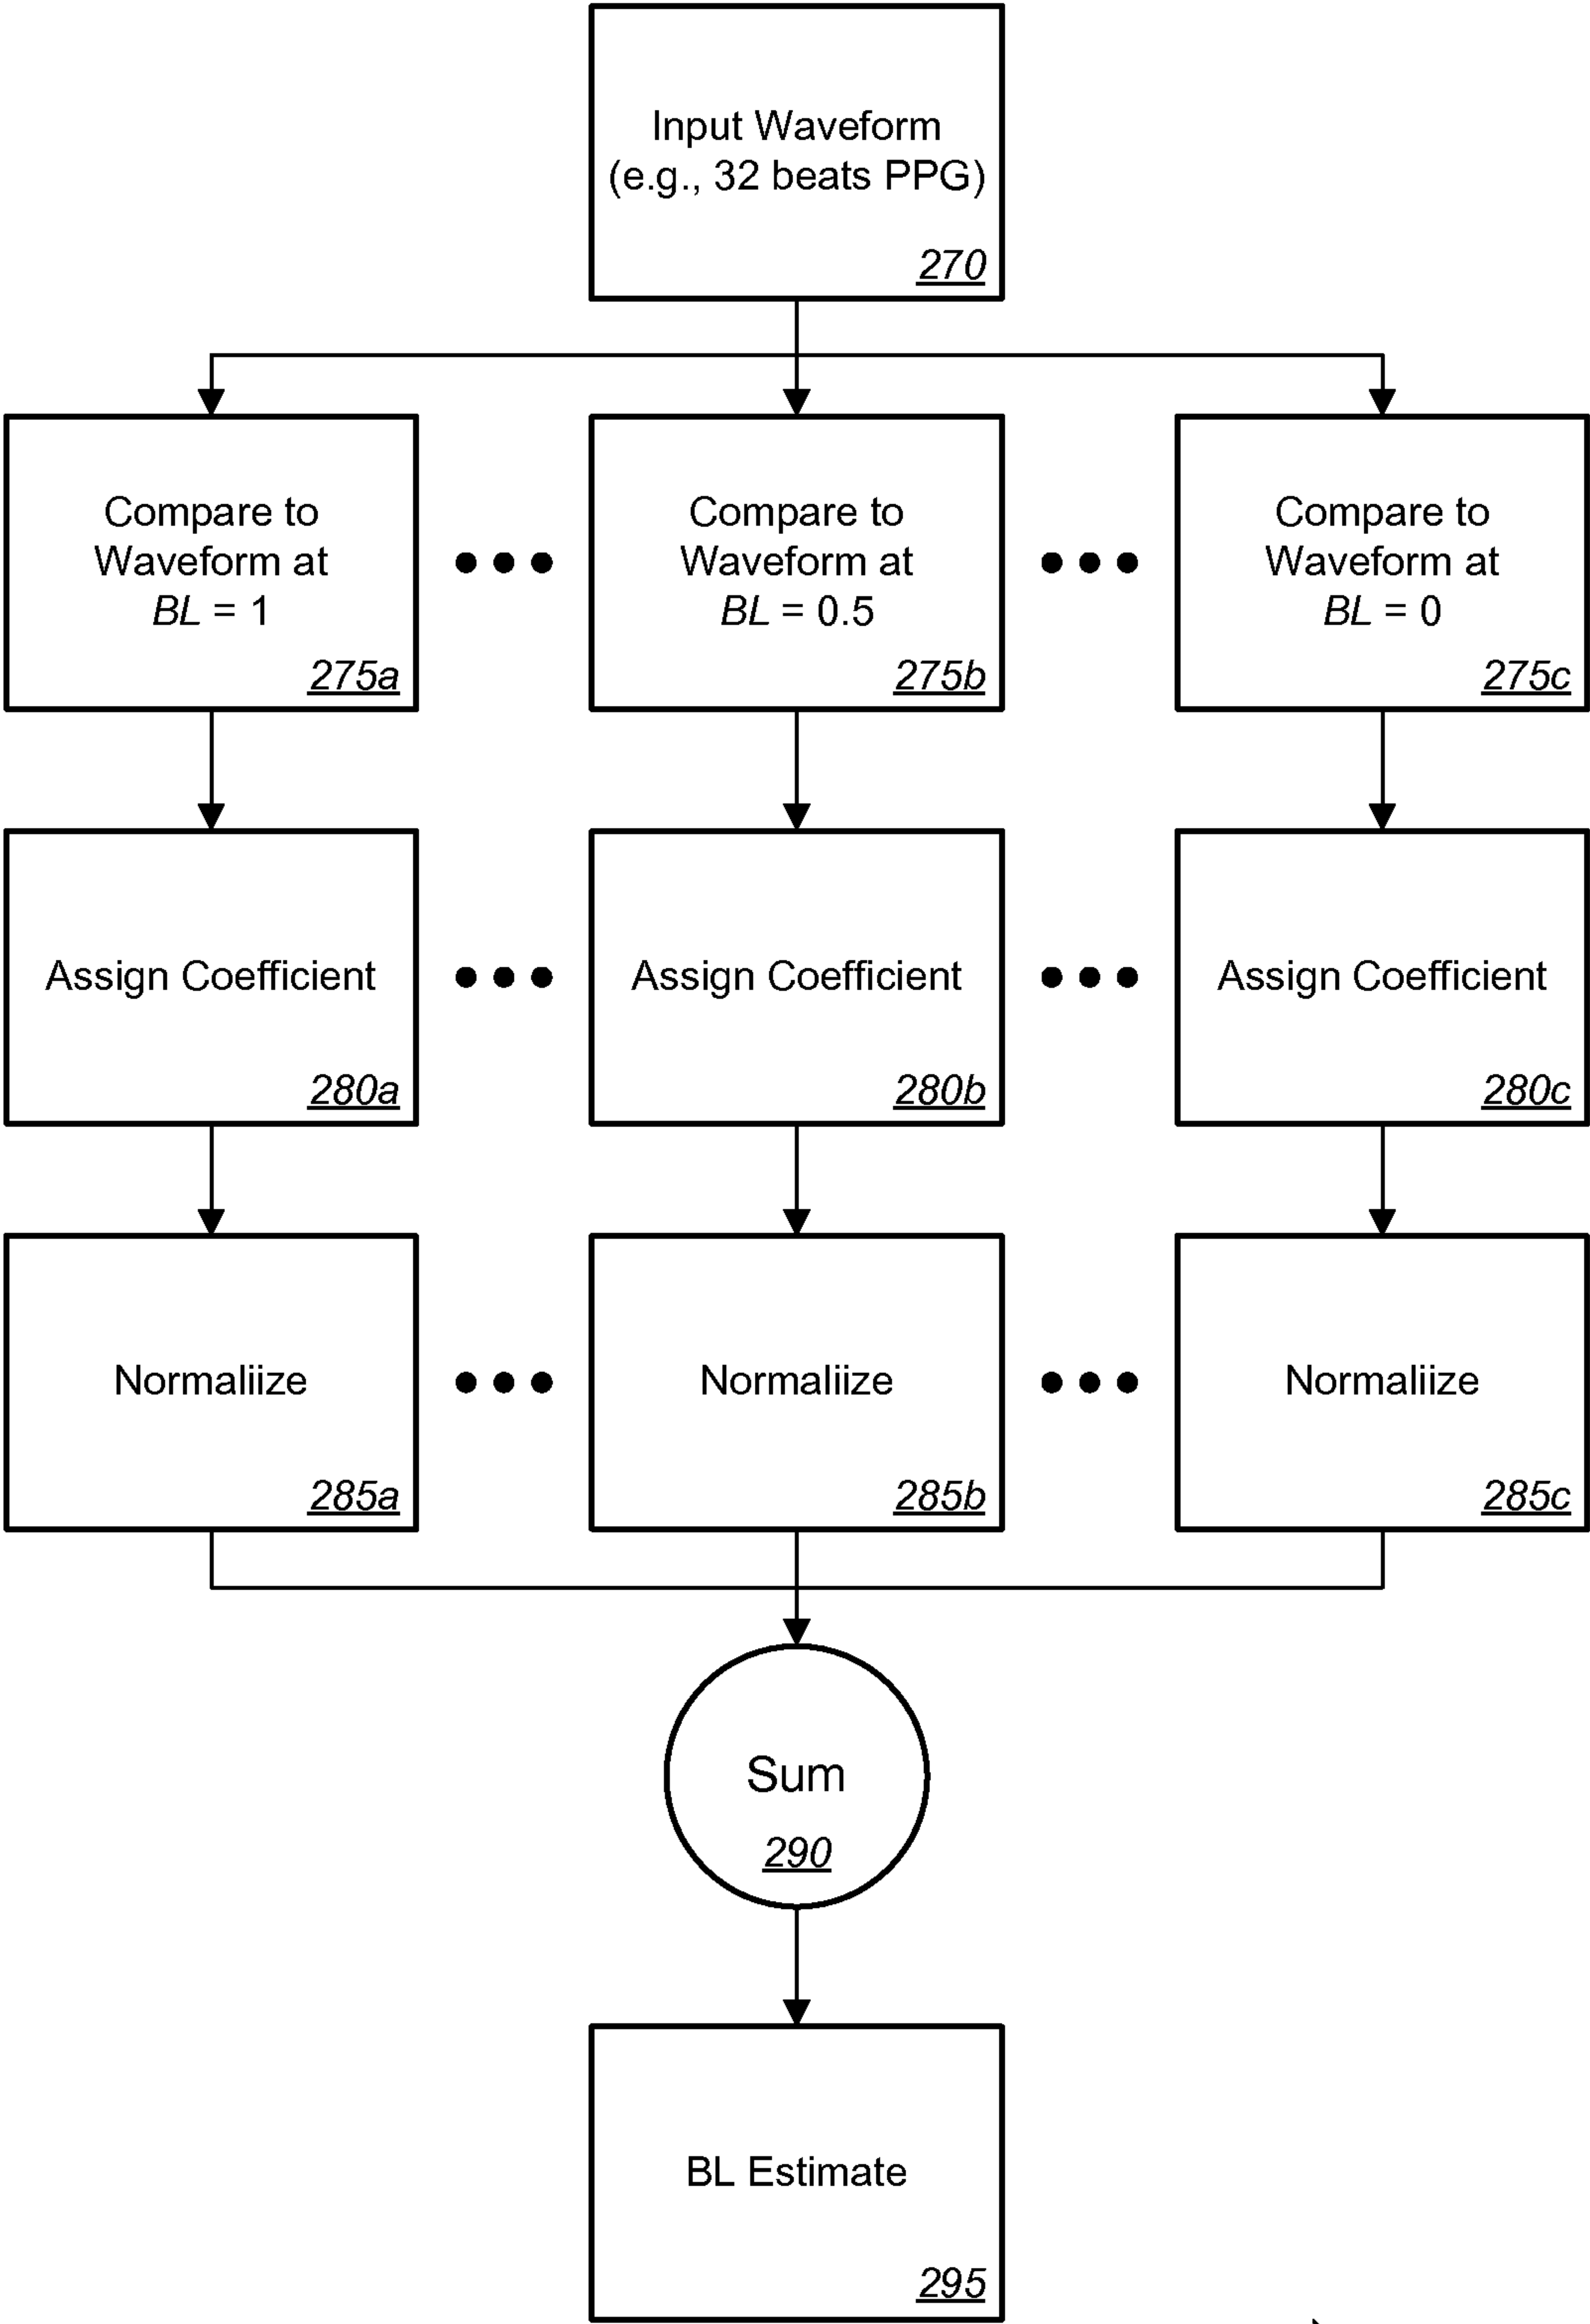 Input Waveform
(e.g., 32 beats PPG)
270
Compare to
Waveform at
BL = 1
275a
Compare to
Waveform at
BL = 0.5
275b
Compare to
Waveform at
BL = 0
275c
Assign Coefficient
280a
Assign Coefficient
280b
Assign Coefficient
280c
Normaliize
285a
Normaliize
285b
Normaliize
285c
Sum
290
BL Estimate
295